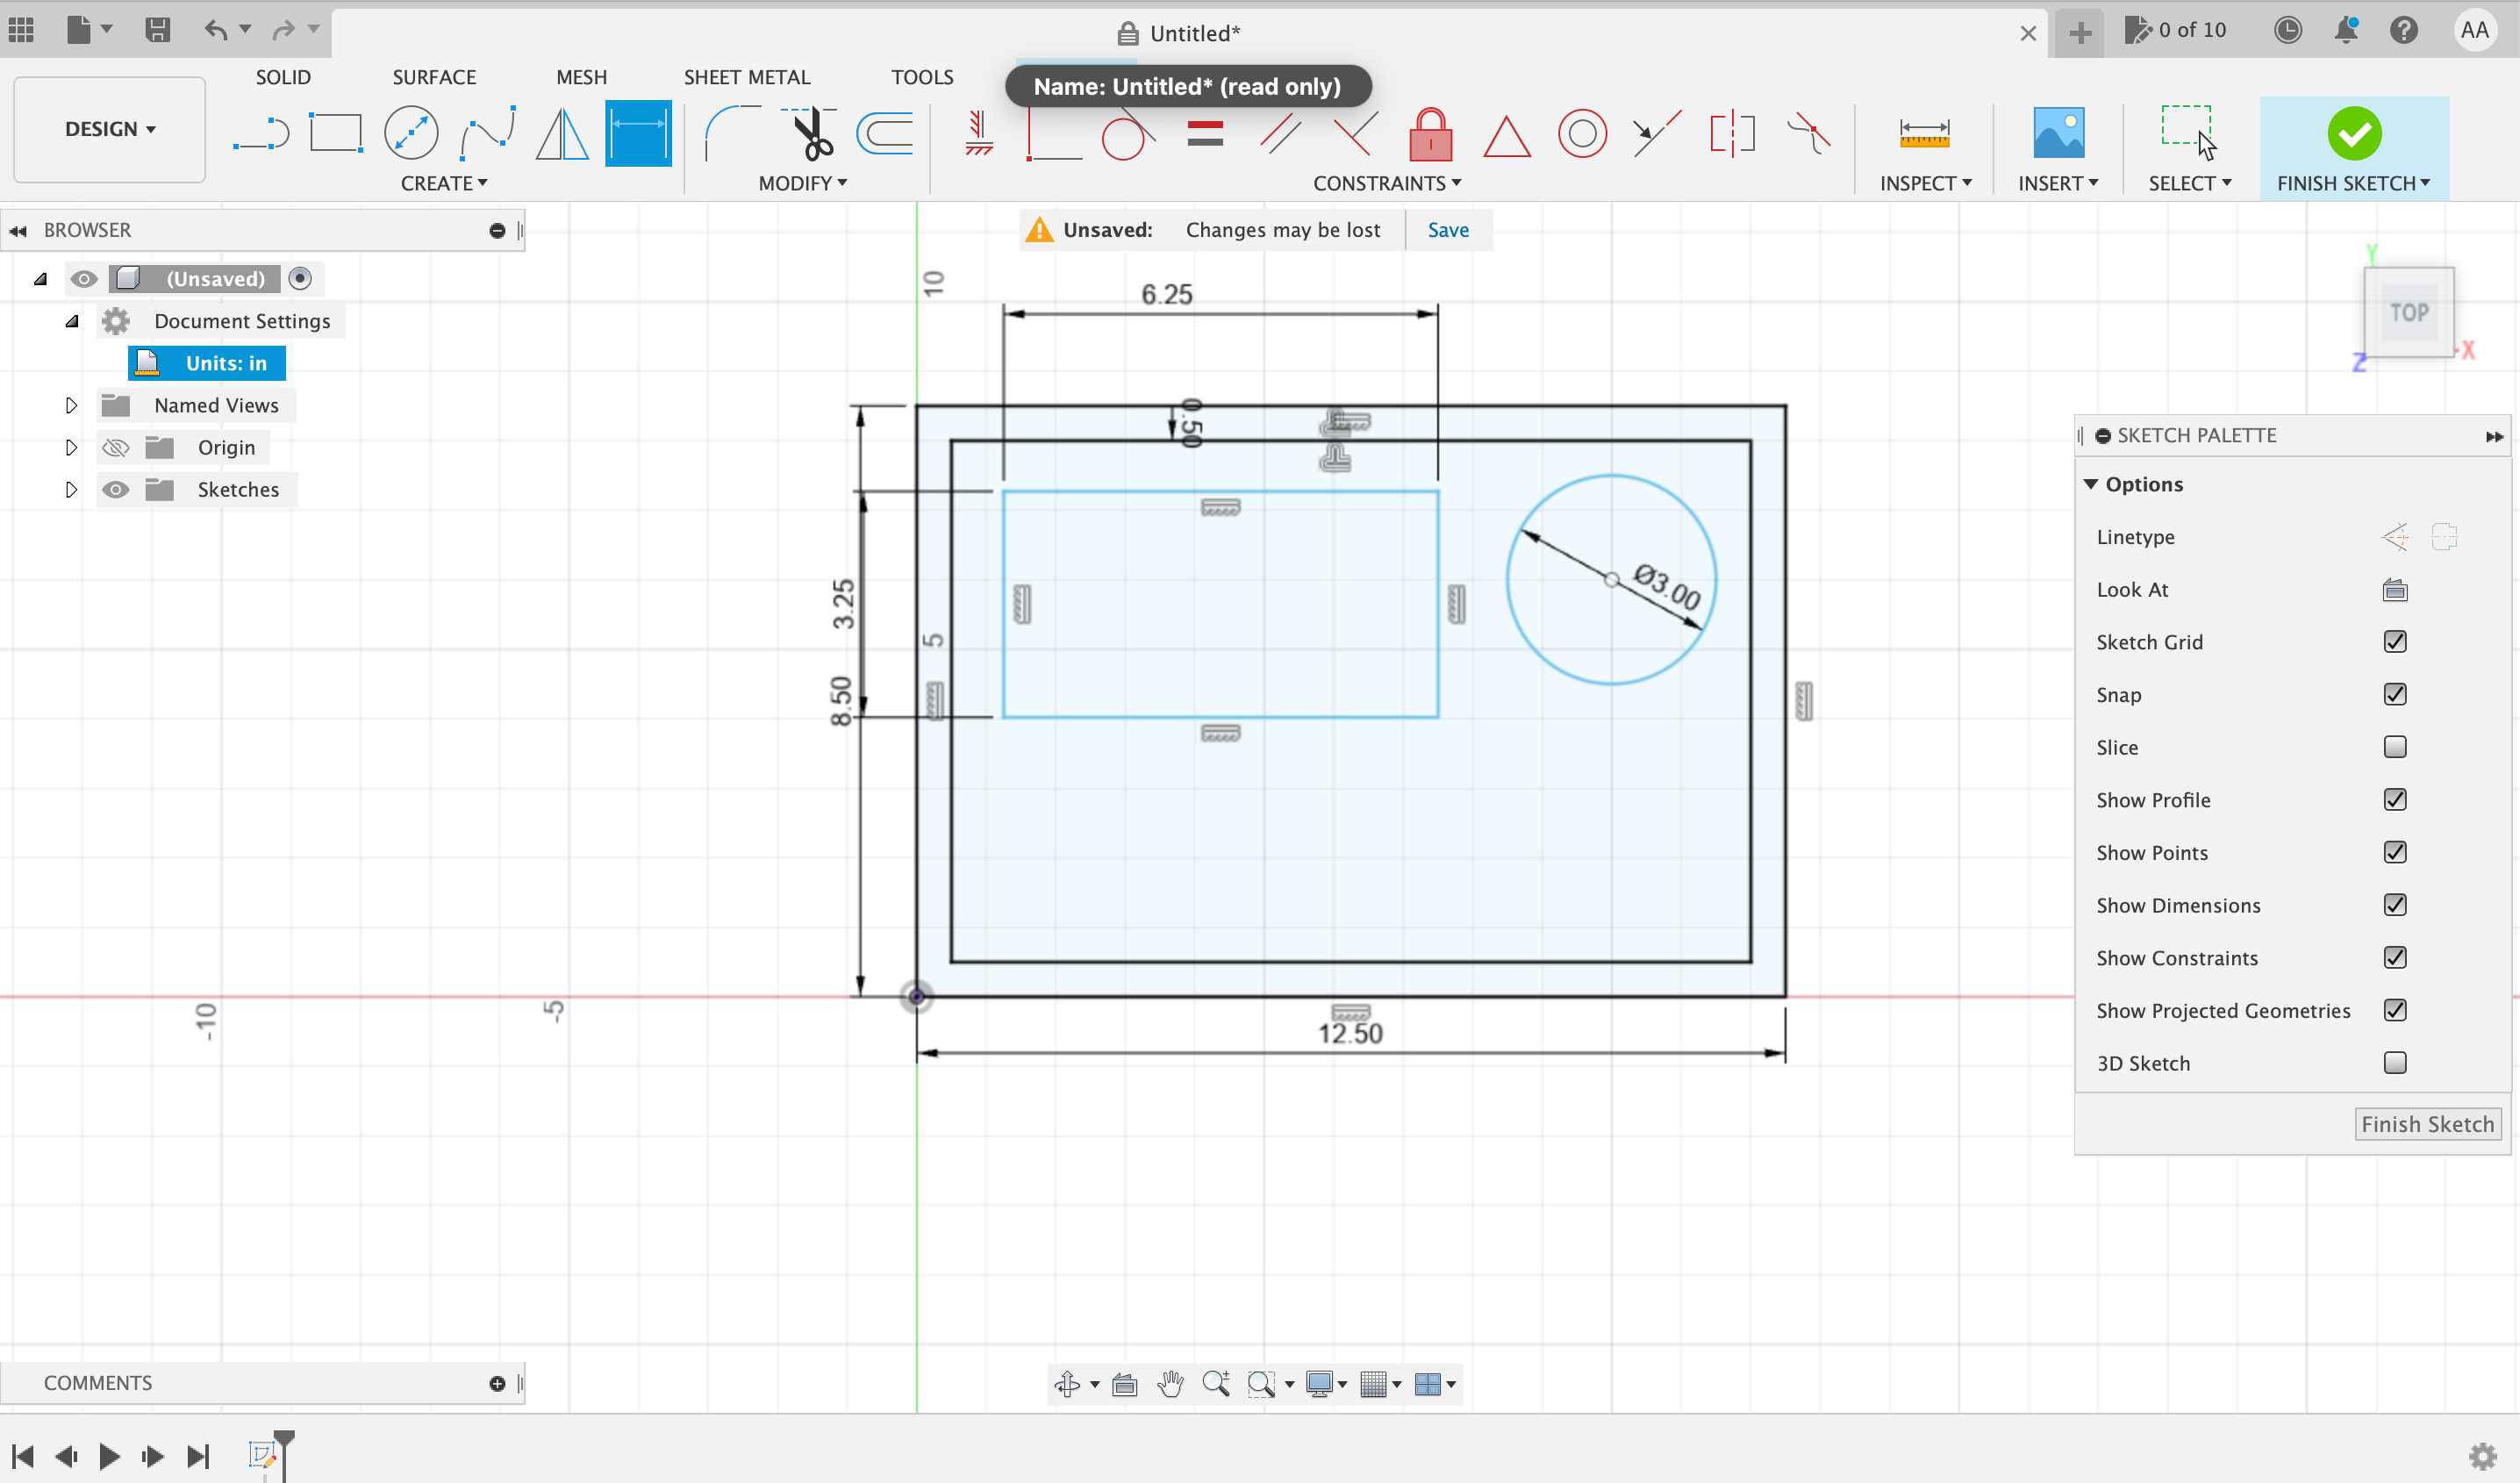 Untitled*
0 of 10
AA
SOLID
SURFACE
MESH
SHEET METAL
TOOLS
Name: Untitled* (read only)
DESIGN
CREATE
MODIFY
CONSTRAINTS
INSPECT
INSERT
SELECT
FINISH SKETCH
BROWSER
Unsaved: Changes may be lost Save
(Unsaved)
Document Settings
Units: in
Named Views
Origin
Sketches
10
6.25
0.50
Ø3.00
3.25
5
8.50
-10
-5
12.50
Y
TOP
X
Z
SKETCH PALETTE
Options
Linetype
Look At
Sketch Grid
Snap
Slice
Show Profile
Show Points
Show Dimensions
Show Constraints
Show Projected Geometries
3D Sketch
Finish Sketch
COMMENTS